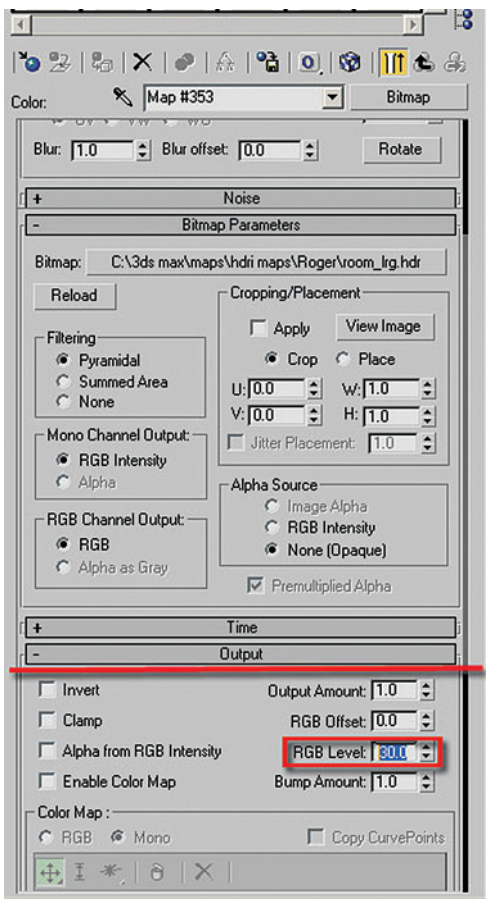 Color: Map #353 Bitmap
Blur: 1.0 Blur offset: 0.0 Rotate
+ Noise
- Bitmap Parameters
Bitmap: C:\3ds max\maps\hdri maps\Roger\room_lrg.hdr
Reload
Cropping/Placement
Apply View Image
Crop Place
U: 0.0 W: 1.0
V: 0.0 H: 1.0
Jitter Placement: 1.0
Filtering
Pyramidal
Summed Area
None
Mono Channel Output:
RGB Intensity
Alpha
Alpha Source
Image Alpha
RGB Intensity
None (Opaque)
RGB Channel Output:
RGB
Alpha as Gray
Premultiplied Alpha
+ Time
- Output
Invert Output Amount: 1.0
Clamp RGB Offset: 0.0
Alpha from RGB Intensity RGB Level: 30.0
Enable Color Map Bump Amount: 1.0
Color Map :
RGB Mono Copy CurvePoints